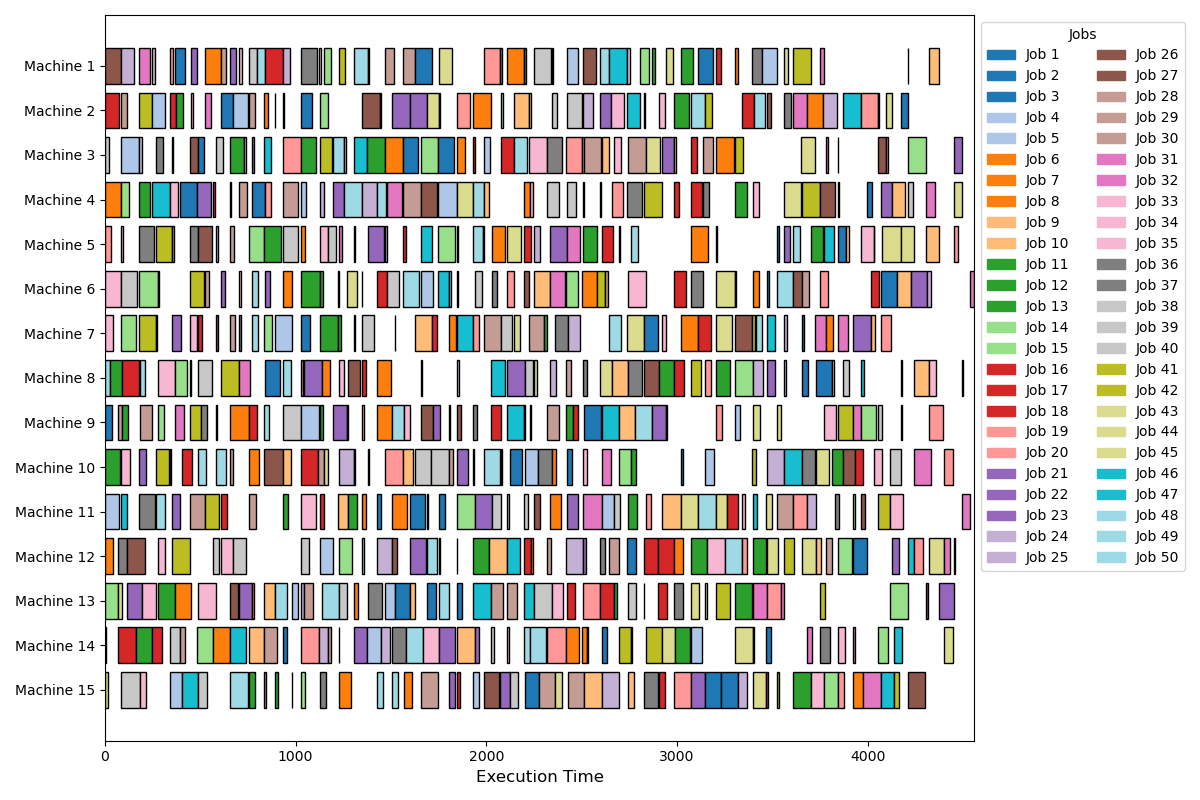 Machine 1
Machine 2
Machine 3
Machine 4
Machine 5
Machine 6
Machine 7
Machine 8
Machine 9
Machine 10
Machine 11
Machine 12
Machine 13
Machine 14
Machine 15
0 1000 2000 3000 4000
Execution Time
Jobs
Job 1
Job 2
Job 3
Job 4
Job 5
Job 6
Job 7
Job 8
Job 9
Job 10
Job 11
Job 12
Job 13
Job 14
Job 15
Job 16
Job 17
Job 18
Job 19
Job 20
Job 21
Job 22
Job 23
Job 24
Job 25
Job 26
Job 27
Job 28
Job 29
Job 30
Job 31
Job 32
Job 33
Job 34
Job 35
Job 36
Job 37
Job 38
Job 39
Job 40
Job 41
Job 42
Job 43
Job 44
Job 45
Job 46
Job 47
Job 48
Job 49
Job 50